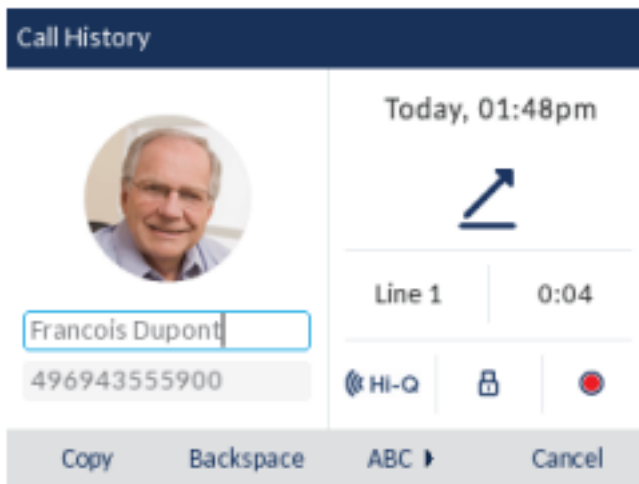 Call History
Francois Dupont
496943555900
Today, 01:48pm
Line 1 0:04
Hi-Q
Copy Backspace ABC Cancel